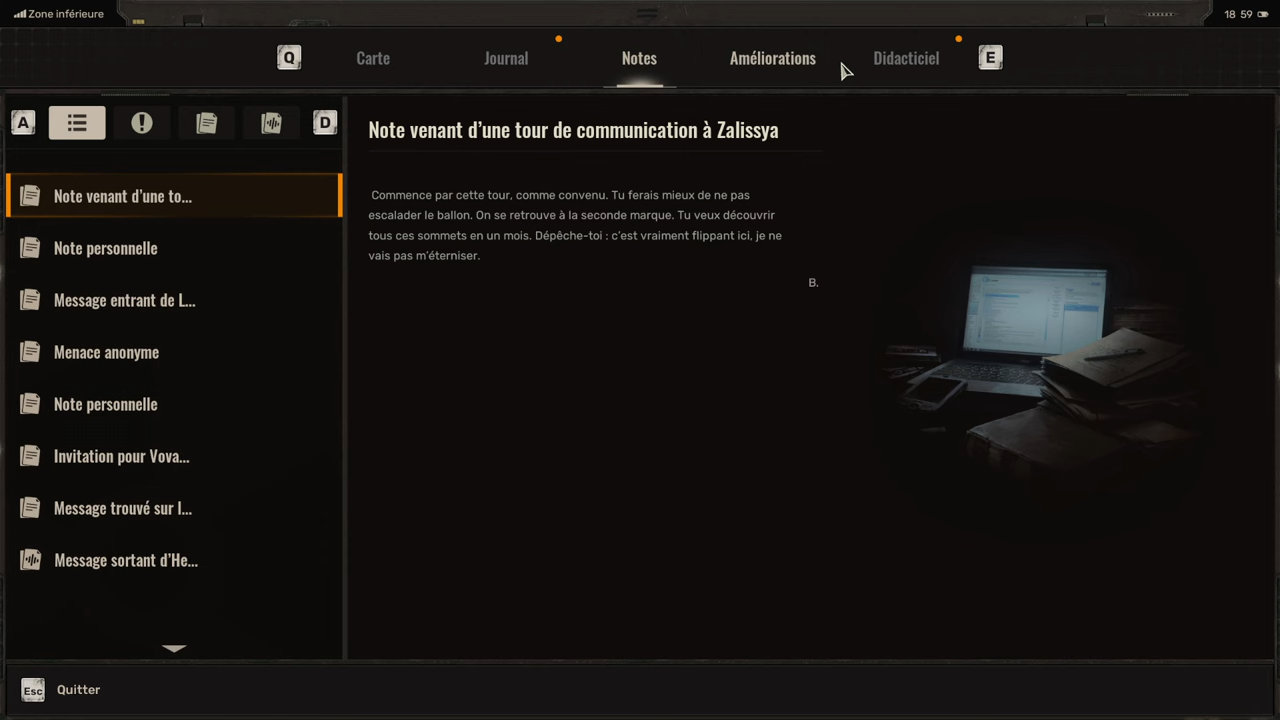 Zone inférieure
18 59
Q
Carte
Journal
Notes
Améliorations
Didacticiel
E
A
D
Note venant d’une to...
Note personnelle
Message entrant de L...
Menace anonyme
Note personnelle
Invitation pour Vova...
Message trouvé sur l...
Message sortant d’He...
Note venant d’une tour de communication à Zalissya
Commence par cette tour, comme convenu. Tu ferais mieux de ne pas
escalader le ballon. On se retrouve à la seconde marque. Tu veux découvrir
tous ces sommets en un mois. Dépêche-toi : c’est vraiment flippant ici, je ne
vais pas m’éterniser.
B.
Esc
Quitter